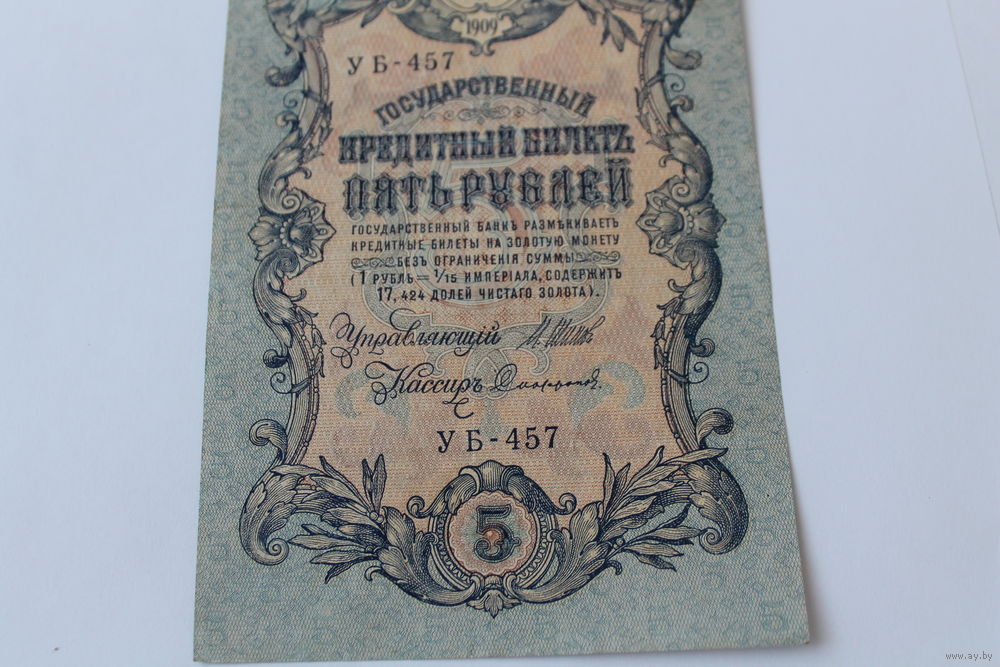 1909
УБ-457
ГОСУДАРСТВЕННЫЙ
КРЕДИТНЫЙ БИЛЕТЪ
ПЯТЬ РУБЛЕЙ
ГОСУДАРСТВЕННЫЙ БАНКЪ РАЗМѢНИВАЕТЪ
КРЕДИТНЫЕ БИЛЕТЫ НА ЗОЛОТУЮ МОНЕТУ
БЕЗЪ ОГРАНИЧЕНІЯ СУММЫ
(1 РУБЛЬ = 1/15 ИМПЕРІАЛА, СОДЕРЖИТЪ
17,424 ДОЛЕЙ ЧИСТАГО ЗОЛОТА).
Управляющій
Кассиръ
УБ-457
5
www.ay.by